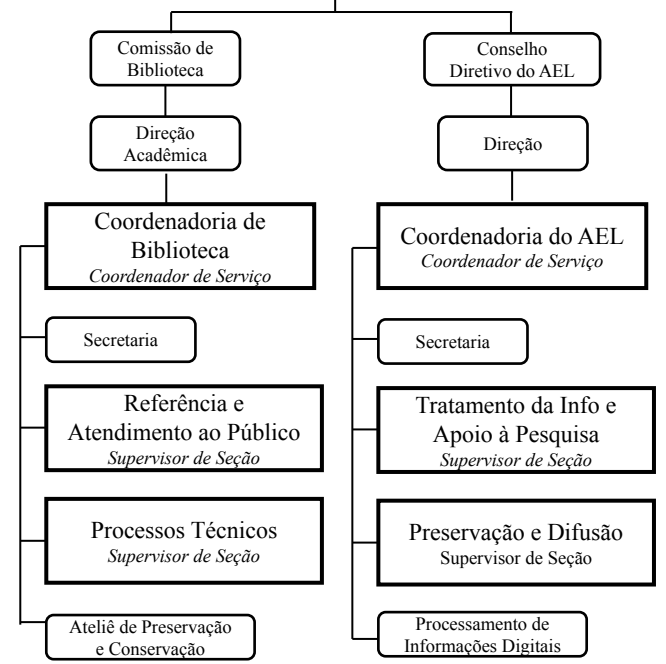 Comissão de
Biblioteca
Direção
Acadêmica
Coordenadoria de
Biblioteca
Coordenador de Serviço
Secretaria
Referência e
Atendimento ao Público
Supervisor de Seção
Processos Técnicos
Supervisor de Seção
Ateliê de Preservação
e Conservação
Conselho
Diretivo do AEL
Direção
Coordenadoria do AEL
Coordenador de Serviço
Secretaria
Tratamento da Info e
Apoio à Pesquisa
Supervisor de Seção
Preservação e Difusão
Supervisor de Seção
Processamento de
Informações Digitais